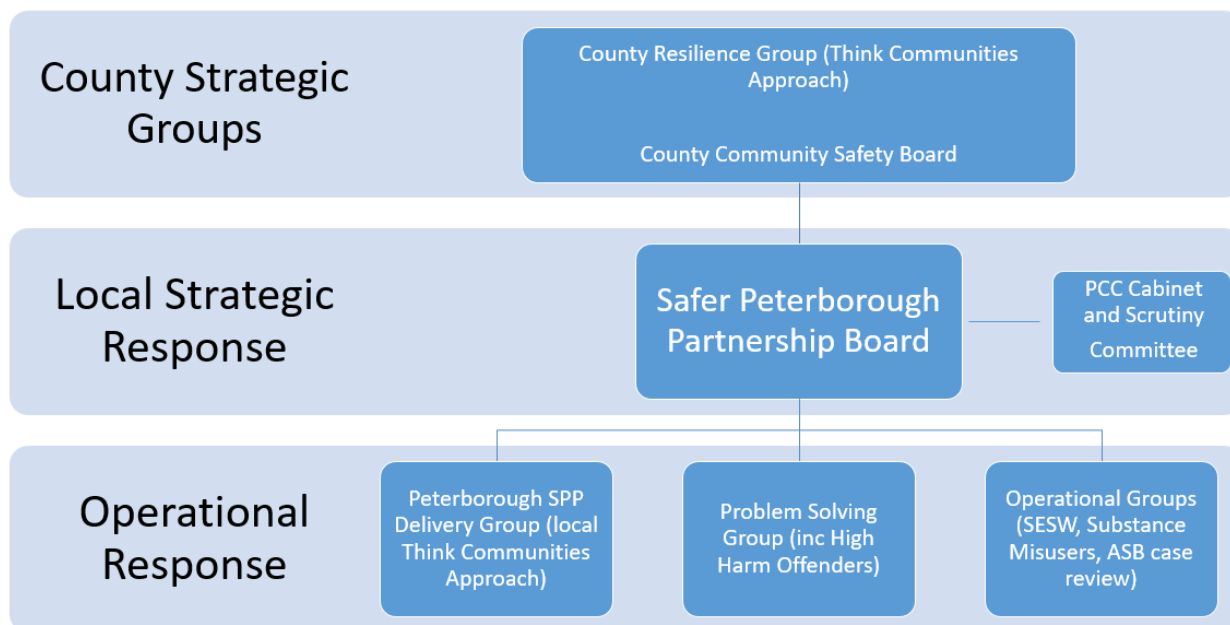 County Strategic
Groups
County Resilience Group (Think Communities
Approach)
County Community Safety Board
Local Strategic
Response
Safer Peterborough
Partnership Board
PCC Cabinet
and Scrutiny
Committee
Operational
Response
Peterborough SPP
Delivery Group (local
Think Communities
Approach)
Problem Solving
Group (inc High
Harm Offenders)
Operational Groups
(SESW, Substance
Misusers, ASB case
review)